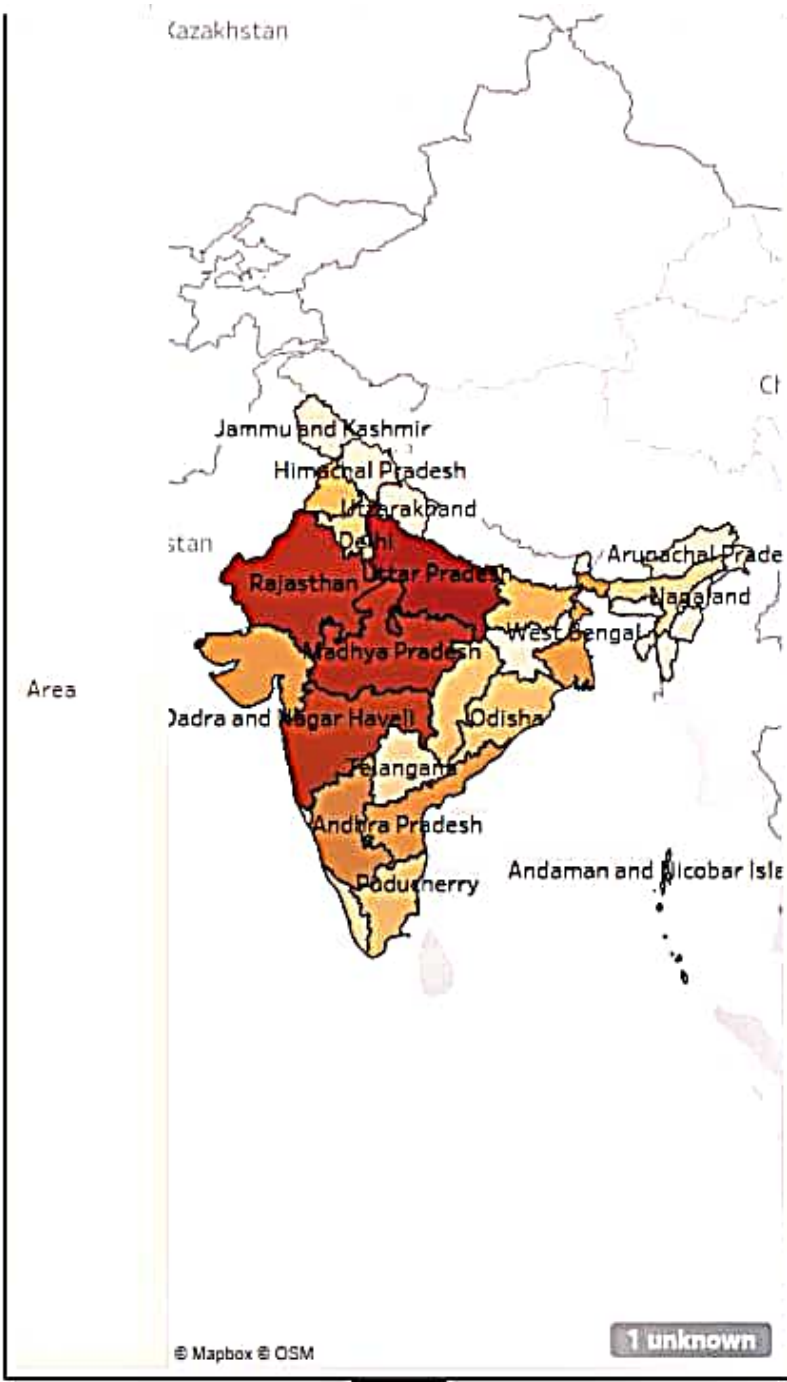 Kazakhstan
Ch
Jammu and Kashmir
Himachal Pradesh
Uttarakhand
Delhi
stan
Arunachal Prade
Rajasthan
Uttar Pradesh
Nagaland
West Bengal
Madhya Pradesh
Area
Dadra and Nagar Haveli
Odisha
Telangana
Andhra Pradesh
Puducherry
Andaman and Nicobar Isla
1 unknown
© Mapbox © OSM